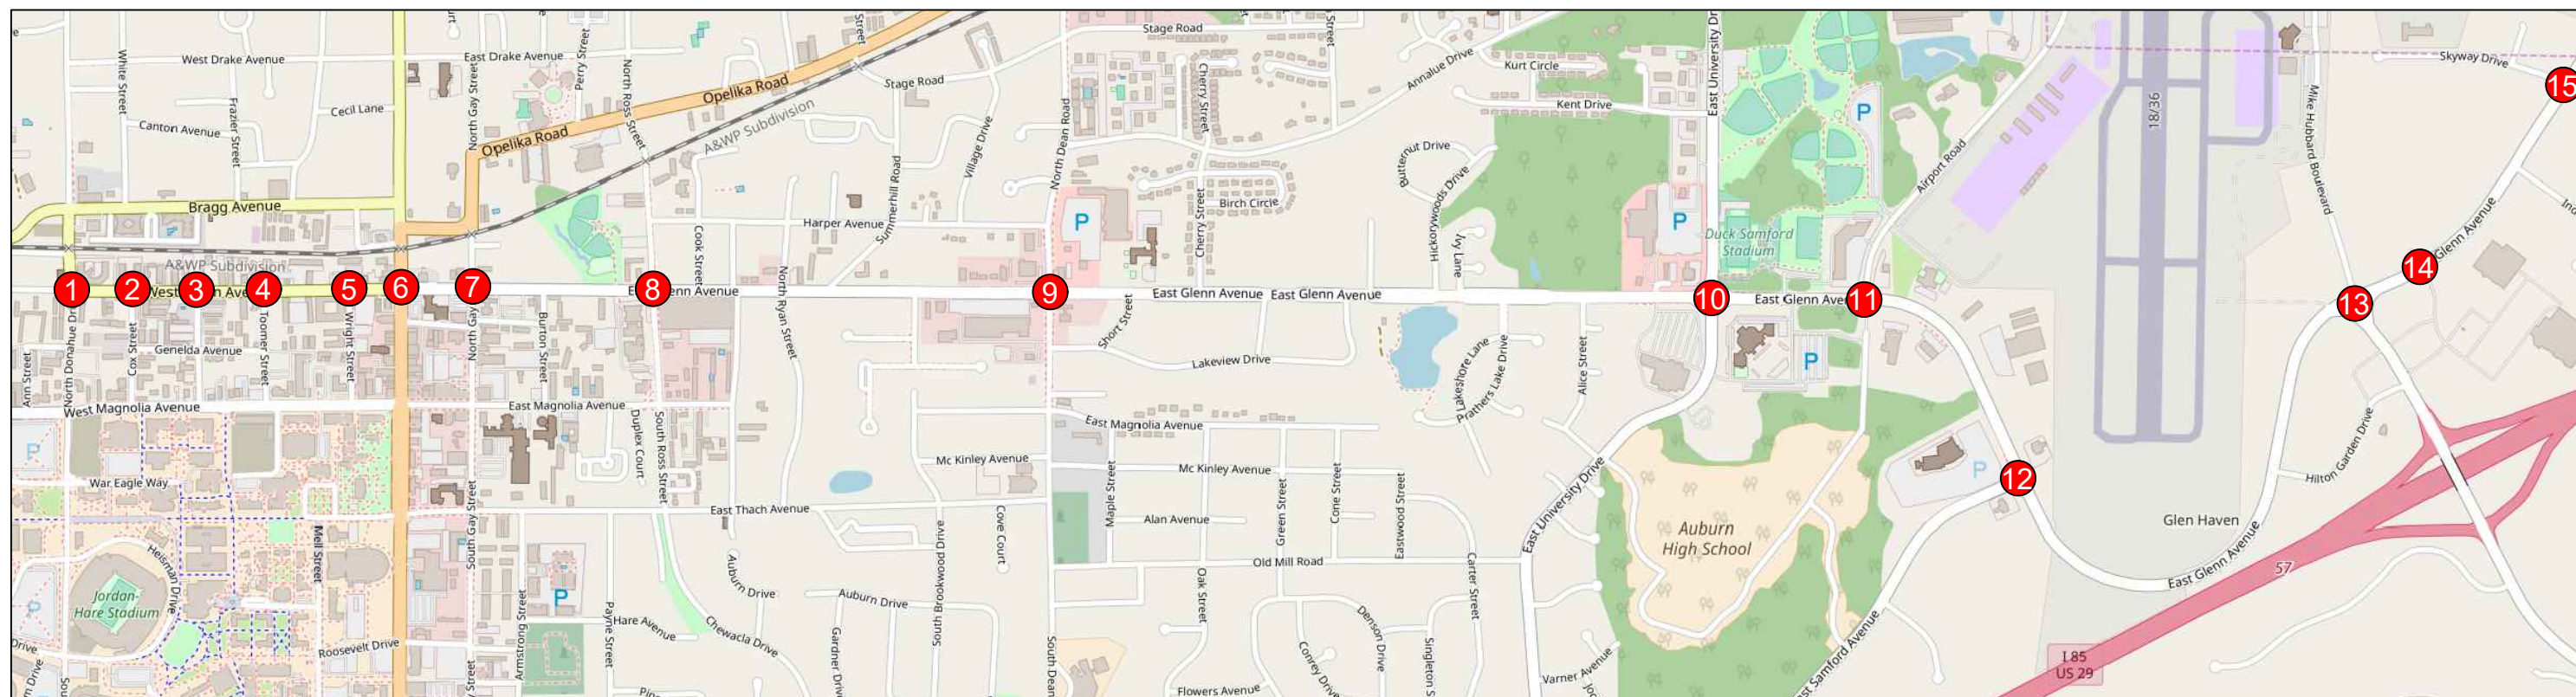 White Street
West Drake Avenue
Frazier Street
Canton Avenue
Cecil Lane
Bragg Avenue
A&WP Subdivision
East Drake Avenue
Perry Street
North Gay Street
North Ross Street
Opelika Road
Opelika Road
A&WP Subdivision
Street
Stage Road
Stage Road
Village Drive
Summerhill Road
Harper Avenue
Cook Street
North Ryan Street
North Dean Road
P
Cherry Street
Cherry Street
Birch Circle
Annalue Drive
Kurt Circle
Kent Drive
Butternut Drive
Hickorywoods Drive
Ivy Lane
East University Dr
P
P
Duck Samford
Stadium
Airport Road
18/36
Mike Hubbard Boulevard
Skyway Drive
Glenn Avenue
1
2
3
4
5
6
7
8
9
10
11
12
13
14
15
East Glenn Avenue
East Glenn Avenue
Ann Street
North Donahue Dr
Cox Street
Genelda Avenue
Toomer Street
Wright Street
North Gay
Burton Street
West Magnolia Avenue
East Magnolia Avenue
Duplex Court
South Ross Street
Short Street
Lakeview Drive
Lakeshore Lane
Prathers Lake Drive
Alice Street
P
P
War Eagle Way
Mell Street
Heisman Drive
Jordan-
Hare Stadium
P
Roosevelt Drive
South Gay Street
Armstrong Street
P
Payne Street
Hare Avenue
Auburn Drive
Chewacla Drive
East Thach Avenue
Auburn Drive
Gardner Driv
South Brookwood Drive
Mc Kinley Avenue
Cove Court
South Dean
East Magnolia Avenue
Maple Street
Mc Kinley Avenue
Alan Avenue
Green Street
Cone Street
Eastwood Street
Old Mill Road
Oak Street
Flowers Avenue
Conrey Drive
Denson Drive
Singleton S
Carter Street
East University Drive
Varner Avenue
Auburn
High School
P
East Samford Avenue
Glen Haven
East Glenn Avenue
Hilton Garden Drive
57
I 85
US 29